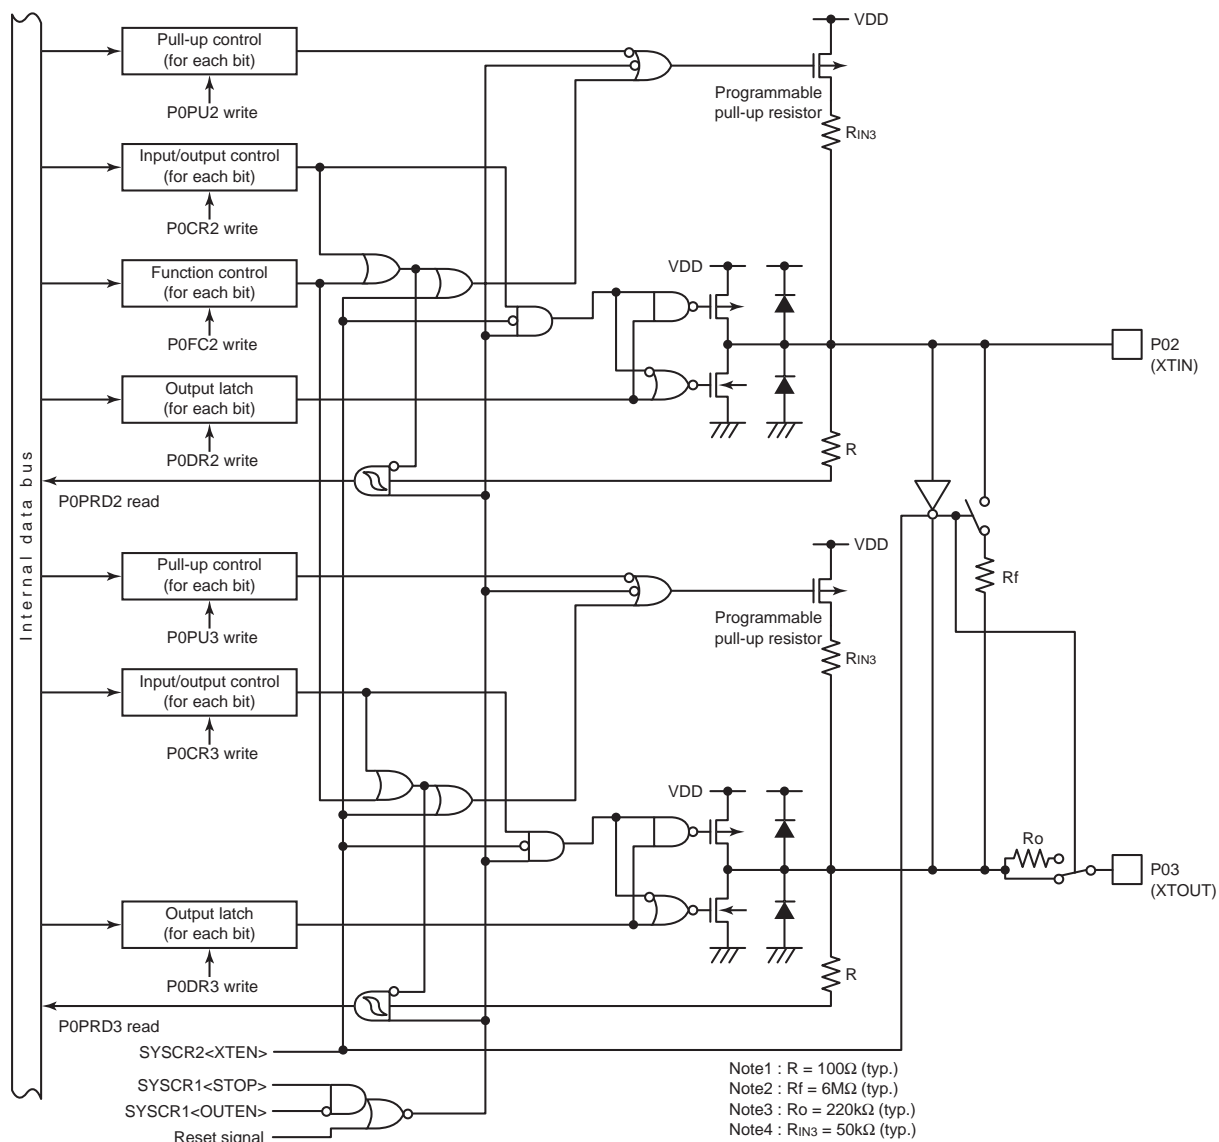 Internal data bus
Pull-up control
(for each bit)
P0PU2 write
VDD
Programmable
pull-up resistor
RIN3
Input/output control
(for each bit)
P0CR2 write
Function control
(for each bit)
P0FC2 write
VDD
P02
(XTIN)
Output latch
(for each bit)
P0DR2 write
R
P0PRD2 read
Pull-up control
(for each bit)
P0PU3 write
VDD
Rf
Programmable
pull-up resistor
RIN3
Input/output control
(for each bit)
P0CR3 write
VDD
Ro
P03
(XTOUT)
Output latch
(for each bit)
P0DR3 write
R
P0PRD3 read
SYSCR2<XTEN>
SYSCR1<STOP>
SYSCR1<OUTEN>
Reset signal
Note1 : R = 100Ω (typ.)
Note2 : Rf = 6MΩ (typ.)
Note3 : Ro = 220kΩ (typ.)
Note4 : RIN3 = 50kΩ (typ.)